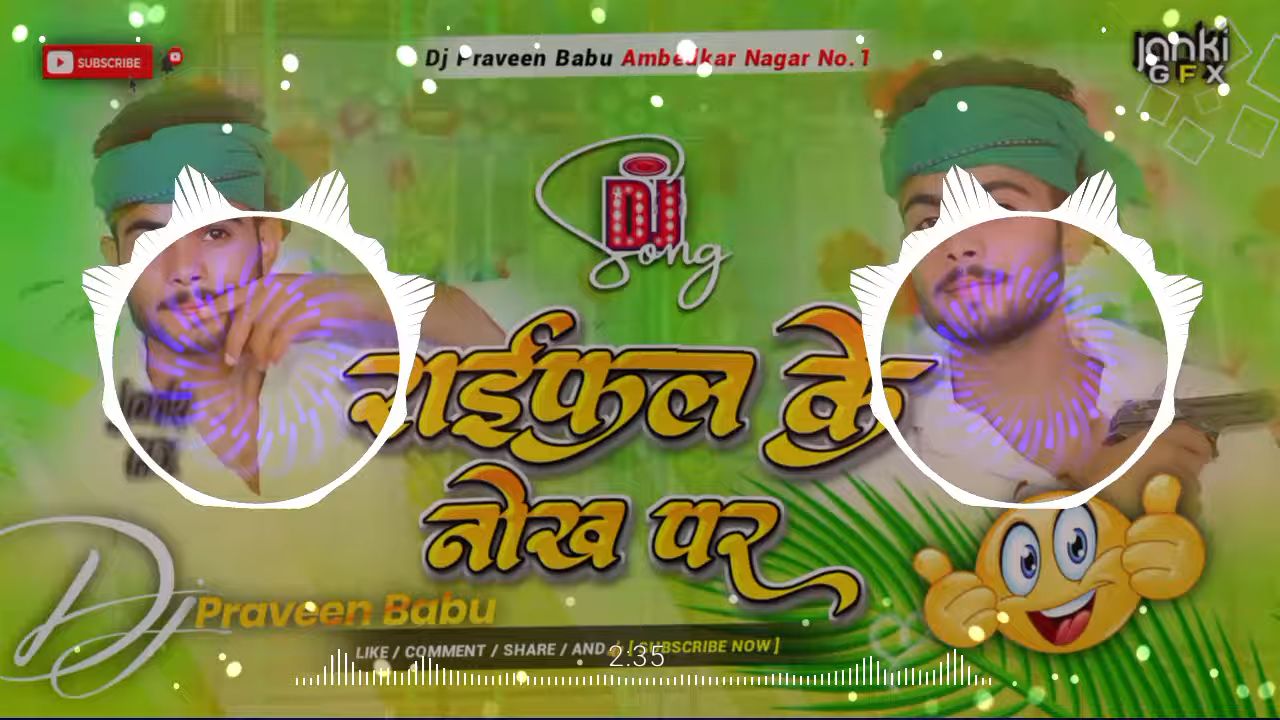 SUBSCRIBE
Dj Praveen Babu Ambedkar Nagar No.1
janki
GFX
DJ
Song
राईफल के
नोख पर
Dj Praveen Babu
LIKE / COMMENT / SHARE / AND / [ SUBSCRIBE NOW ]
2:35